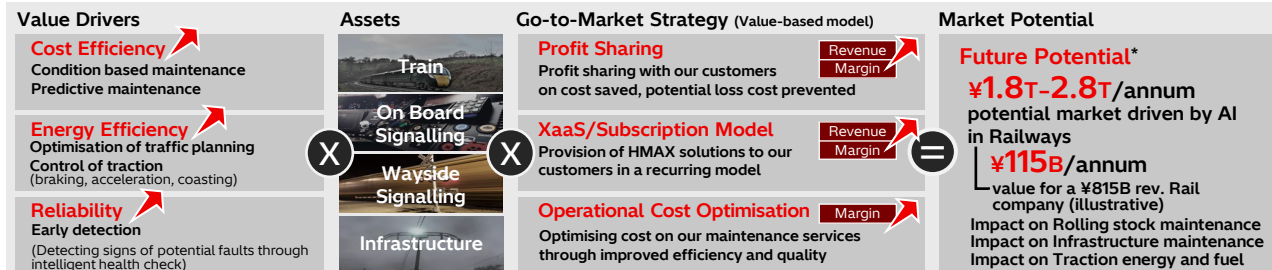 Value Drivers
Cost Efficiency
Condition based maintenance
Predictive maintenance
Energy Efficiency
Optimisation of traffic planning
Control of traction
(braking, acceleration, coasting)
Reliability
Early detection
(Detecting signs of potential faults through
intelligent health check)
X
Assets
Train
On Board
Signalling
Wayside
Signalling
Infrastructure
X
Go-to-Market Strategy (Value-based model)
Profit Sharing
Revenue
Margin
Profit sharing with our customers
on cost saved, potential loss cost prevented
XaaS/Subscription Model
Revenue
Margin
Provision of HMAX solutions to our
customers in a recurring model
Operational Cost Optimisation
Margin
Optimising cost on our maintenance services
through improved efficiency and quality
=
Market Potential
Future Potential*
¥1.8T-2.8T/annum
potential market driven by AI
in Railways
¥115B/annum
value for a ¥815B rev. Rail
company (illustrative)
Impact on Rolling stock maintenance
Impact on Infrastructure maintenance
Impact on Traction energy and fuel